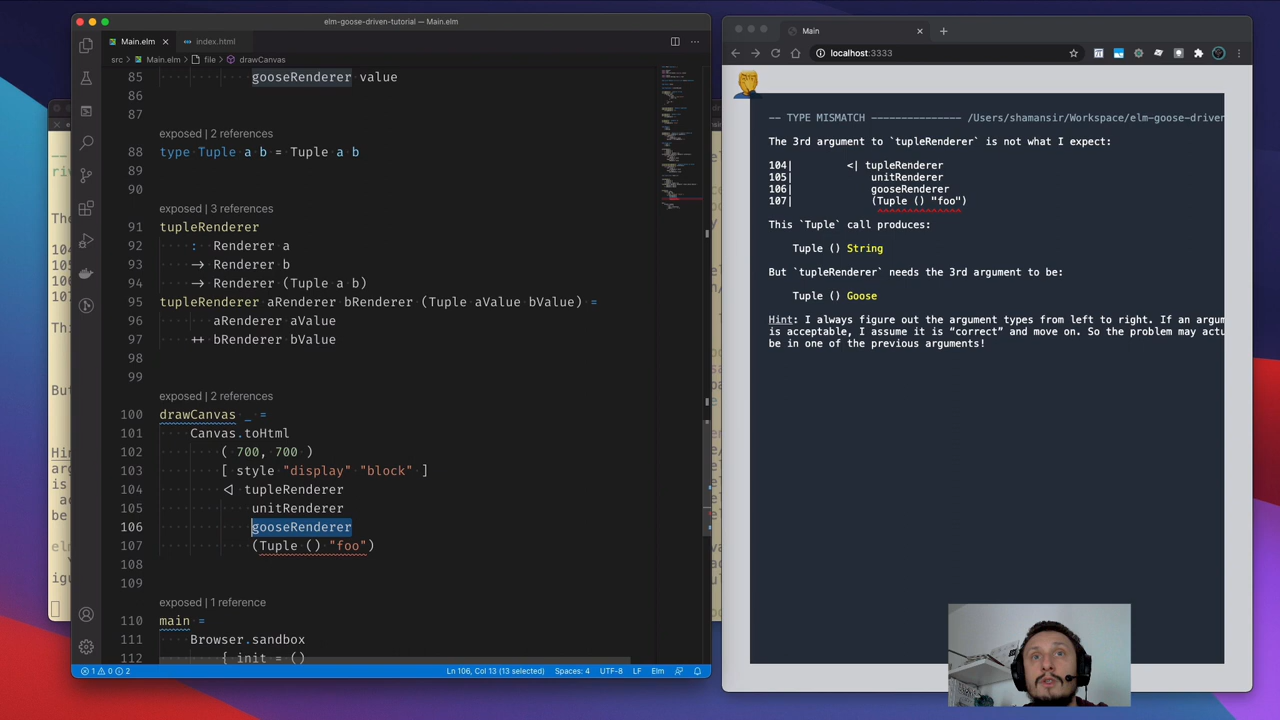 elm-goose-driven-tutorial — Main.elm
Main.elm
index.html
src > Main.elm > file > drawCanvas
85 gooseRenderer value
86
87
exposed | 2 references
88 type Tuple a b = Tuple a b
89
90
exposed | 3 references
91 tupleRenderer
92 : Renderer a
93 -> Renderer b
94 -> Renderer (Tuple a b)
95 tupleRenderer aRenderer bRenderer (Tuple aValue bValue) =
96 aRenderer aValue
97 ++ bRenderer bValue
98
99
exposed | 2 references
100 drawCanvas _ =
101 Canvas.toHtml
102 ( 700, 700 )
103 [ style "display" "block" ]
104 <| tupleRenderer
105 unitRenderer
106 gooseRenderer
107 (Tuple () "foo")
108
109
exposed | 1 reference
110 main =
111 Browser.sandbox
112 { init = ()
1 0 2
Ln 106, Col 13 (13 selected) Spaces: 4 UTF-8 LF Elm
Main
localhost:3333
-- TYPE MISMATCH --------------- /Users/shamansir/Workspace/elm-goose-driver
The 3rd argument to `tupleRenderer` is not what I expect:
104| <| tupleRenderer
105| unitRenderer
106| gooseRenderer
107| (Tuple () "foo")
This `Tuple` call produces:
Tuple () String
But `tupleRenderer` needs the 3rd argument to be:
Tuple () Goose
Hint: I always figure out the argument types from left to right. If an argum
is acceptable, I assume it is “correct” and move on. So the problem may actu
be in one of the previous arguments!